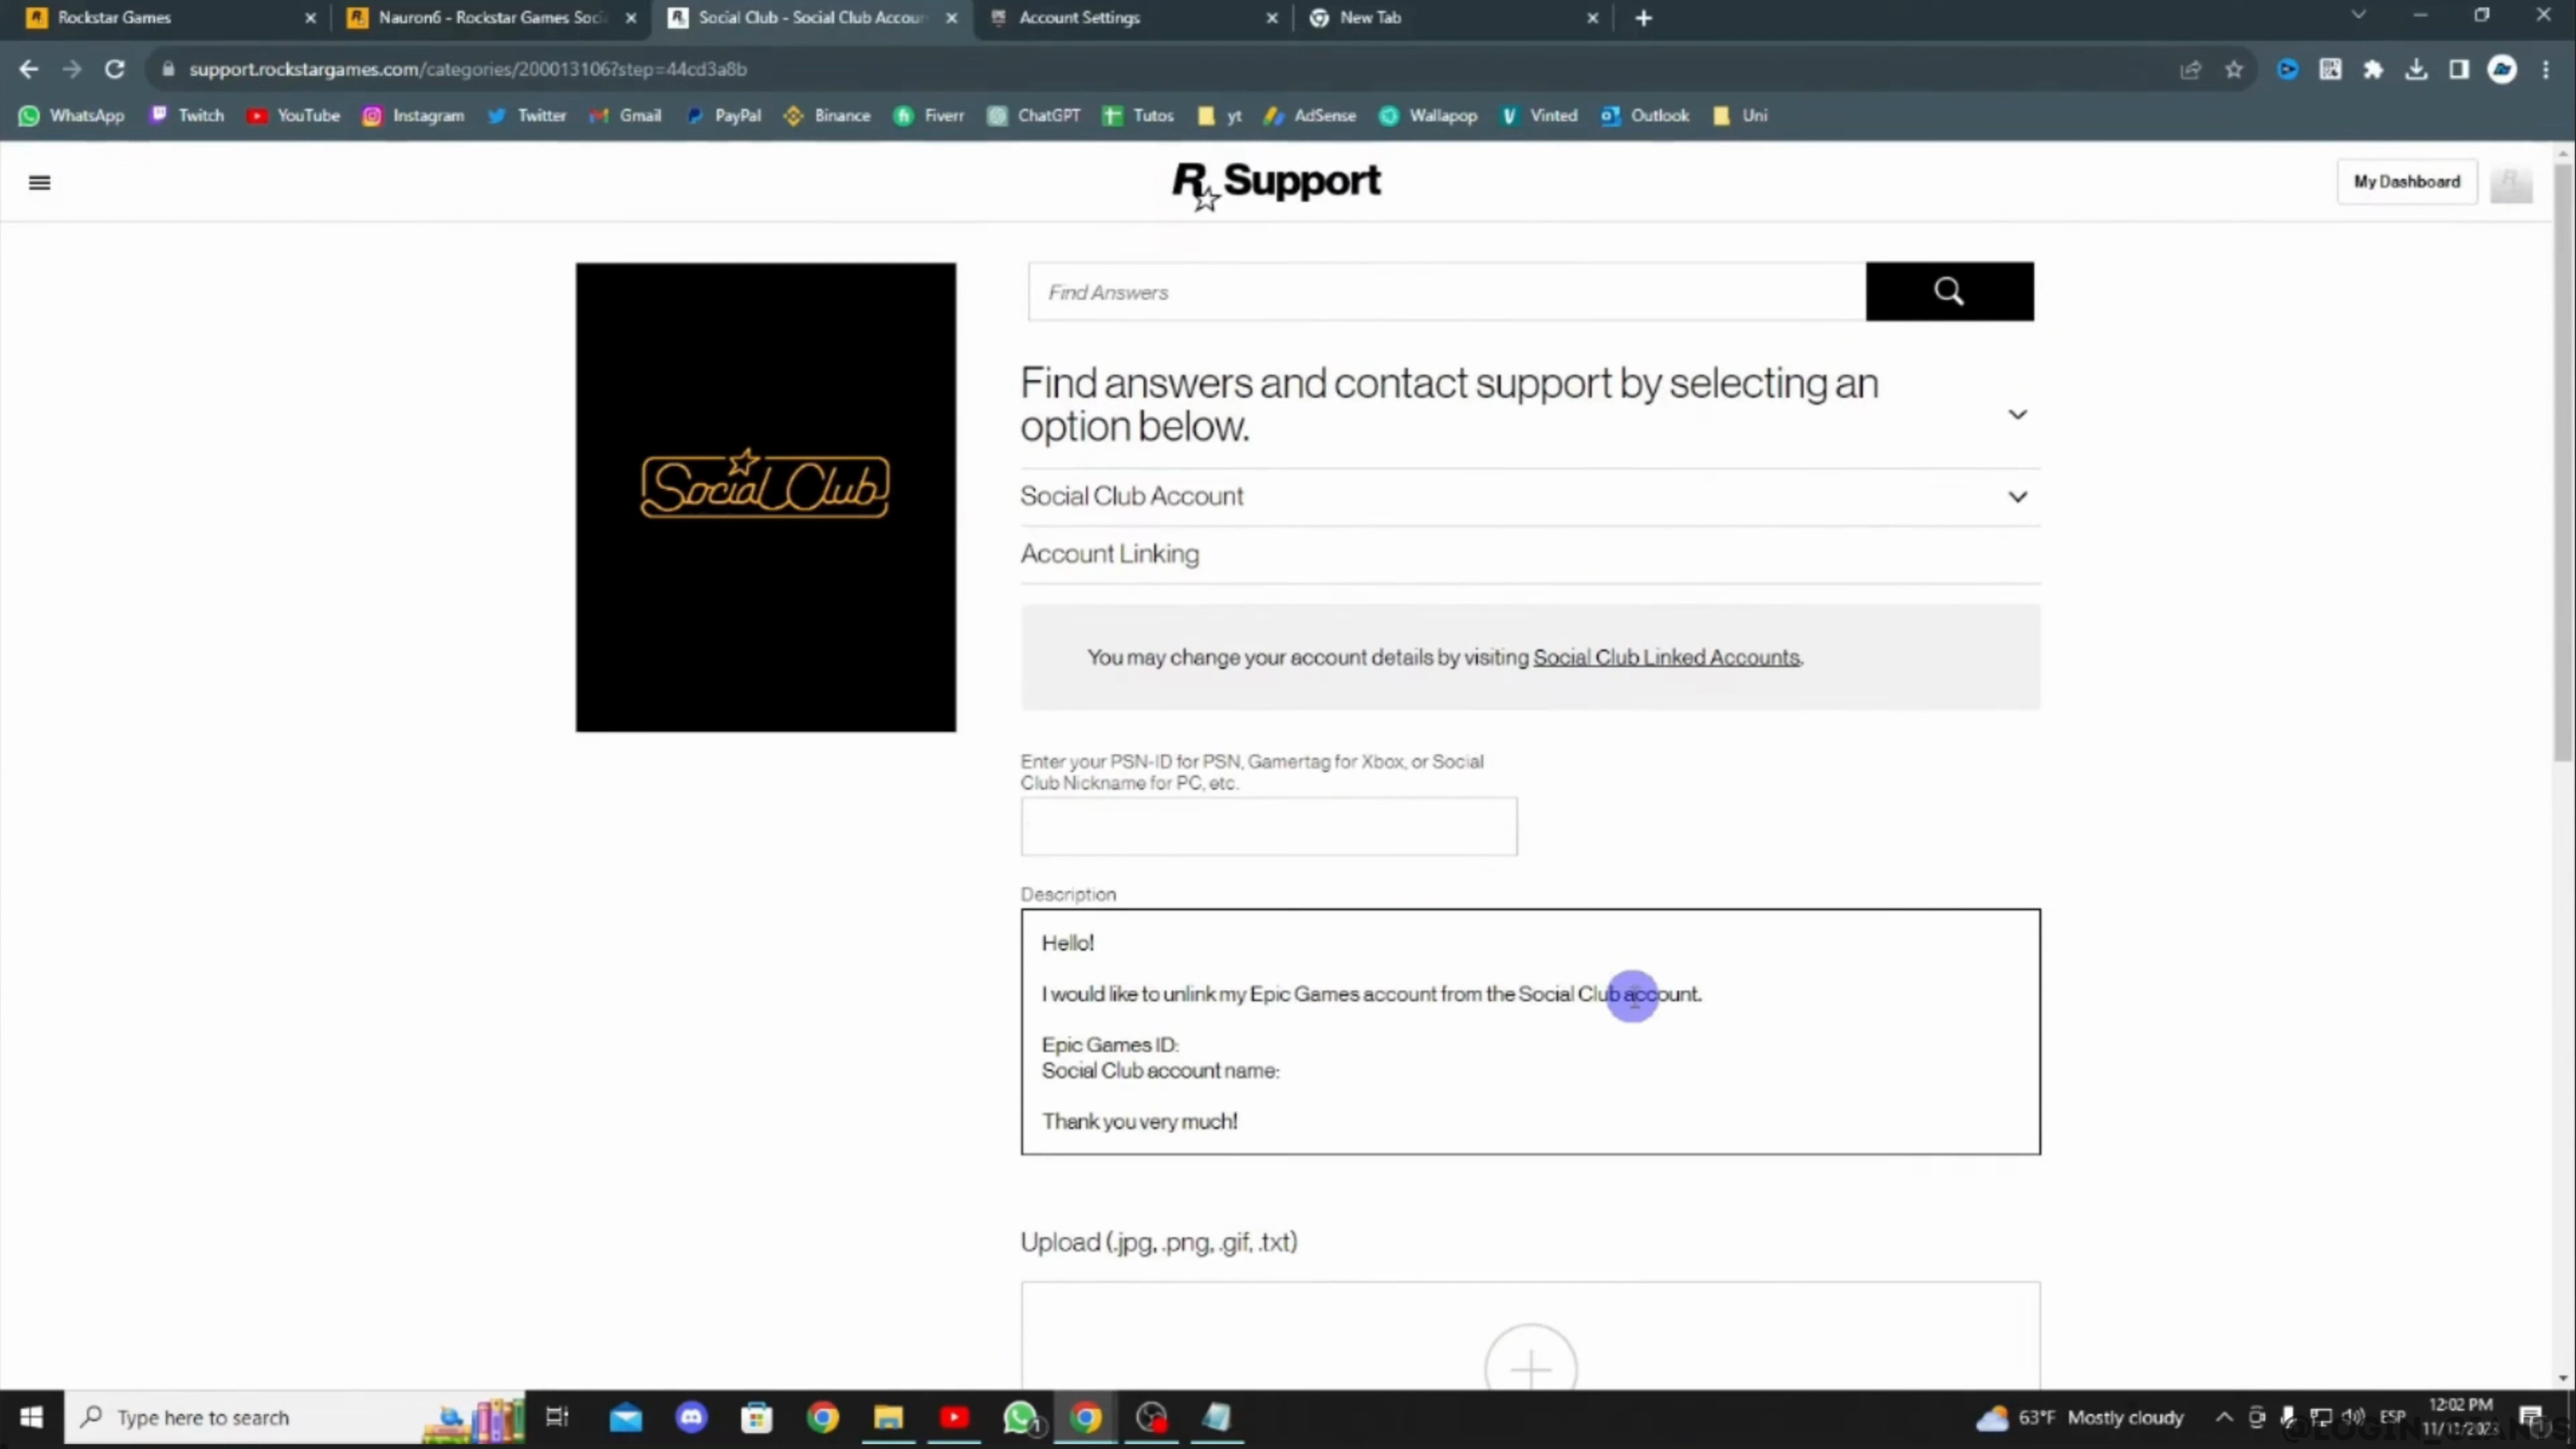 Rockstar Games
Nauron6 - Rockstar Games Soci
Social Club - Social Club Accoun
Account Settings
New Tab
support.rockstargames.com/categories/200013106?step=44cd3a8b
WhatsApp Twitch YouTube Instagram Twitter Gmail PayPal Binance Fiverr ChatGPT Tutos yt AdSense Wallapop Vinted Outlook Uni
R Support
My Dashboard
Find Answers
Find answers and contact support by selecting an
option below.
Social Club
Social Club Account
Account Linking
You may change your account details by visiting Social Club Linked Accounts.
Enter your PSN-ID for PSN, Gamertag for Xbox, or Social
Club Nickname for PC, etc.
Description
Hello!
I would like to unlink my Epic Games account from the Social Club account.
Epic Games ID:
Social Club account name:
Thank you very much!
Upload (.jpg, .png, .gif, .txt)
Type here to search
63°F Mostly cloudy
ESP
12:02 PM
11/11/2023